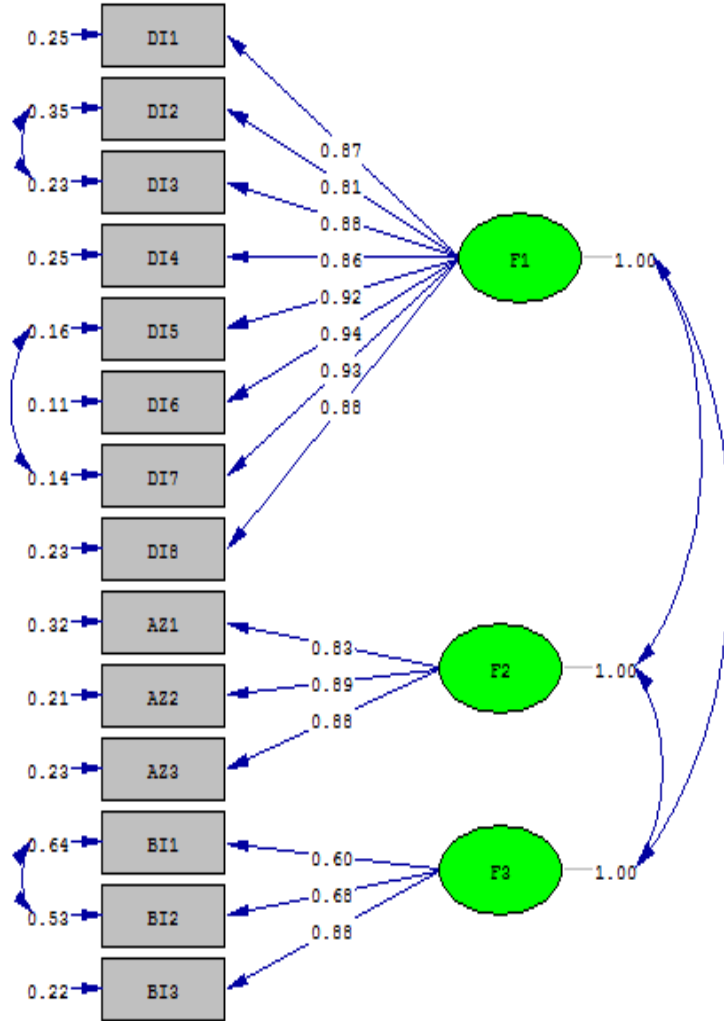 0.25 DI1
0.35 DI2
0.87
0.81
0.23 DI3
0.88
0.25 DI4 0.86 F1 1.00
0.92
0.16 DI5
0.94
0.93
0.11 DI6
0.88
0.14 DI7
0.23 DI8
0.32 AZ1
0.83
0.21 AZ2 0.89 F2 1.00
0.88
0.23 AZ3
0.64 BI1
0.60 F3 1.00
0.68
0.53 BI2
0.88
0.22 BI3